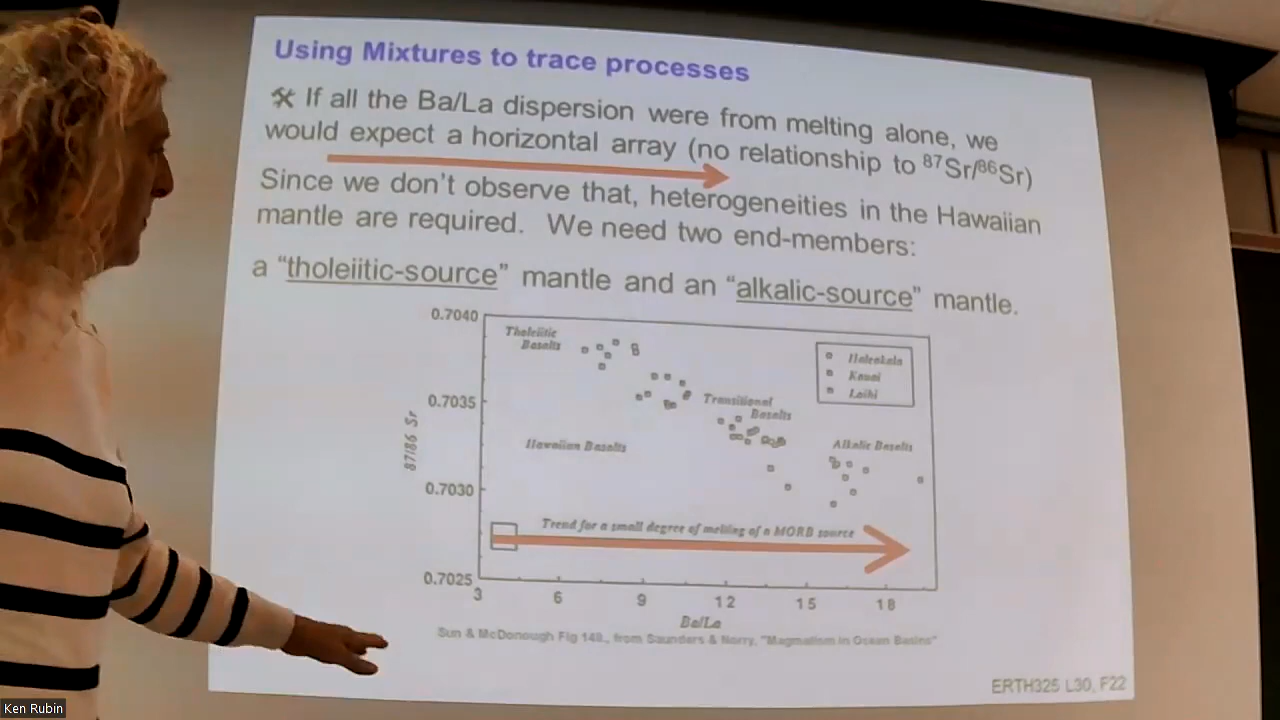 Using Mixtures to trace processes
If all the Ba/La dispersion were from melting alone, we
would expect a horizontal array (no relationship to ⁸⁷Sr/⁸⁶Sr)
Since we don't observe that, heterogeneities in the Hawaiian
mantle are required. We need two end-members:
a "tholeiitic-source" mantle and an "alkalic-source" mantle.
0.7040
0.7035
0.7030
0.7025
87/86 Sr
Tholeiitic
Basalts
Transitional
Basalts
Hawaiian Basalts
Alkalic Basalts
Haleakala
Kauai
Loihi
Trend for a small degree of melting of a MORB source
3 6 9 12 15 18
Ba/La
Sun & McDonough Fig 148., from Saunders & Norry, "Magmatism in Ocean Basins"
ERTH325 L30, F22
Ken Rubin